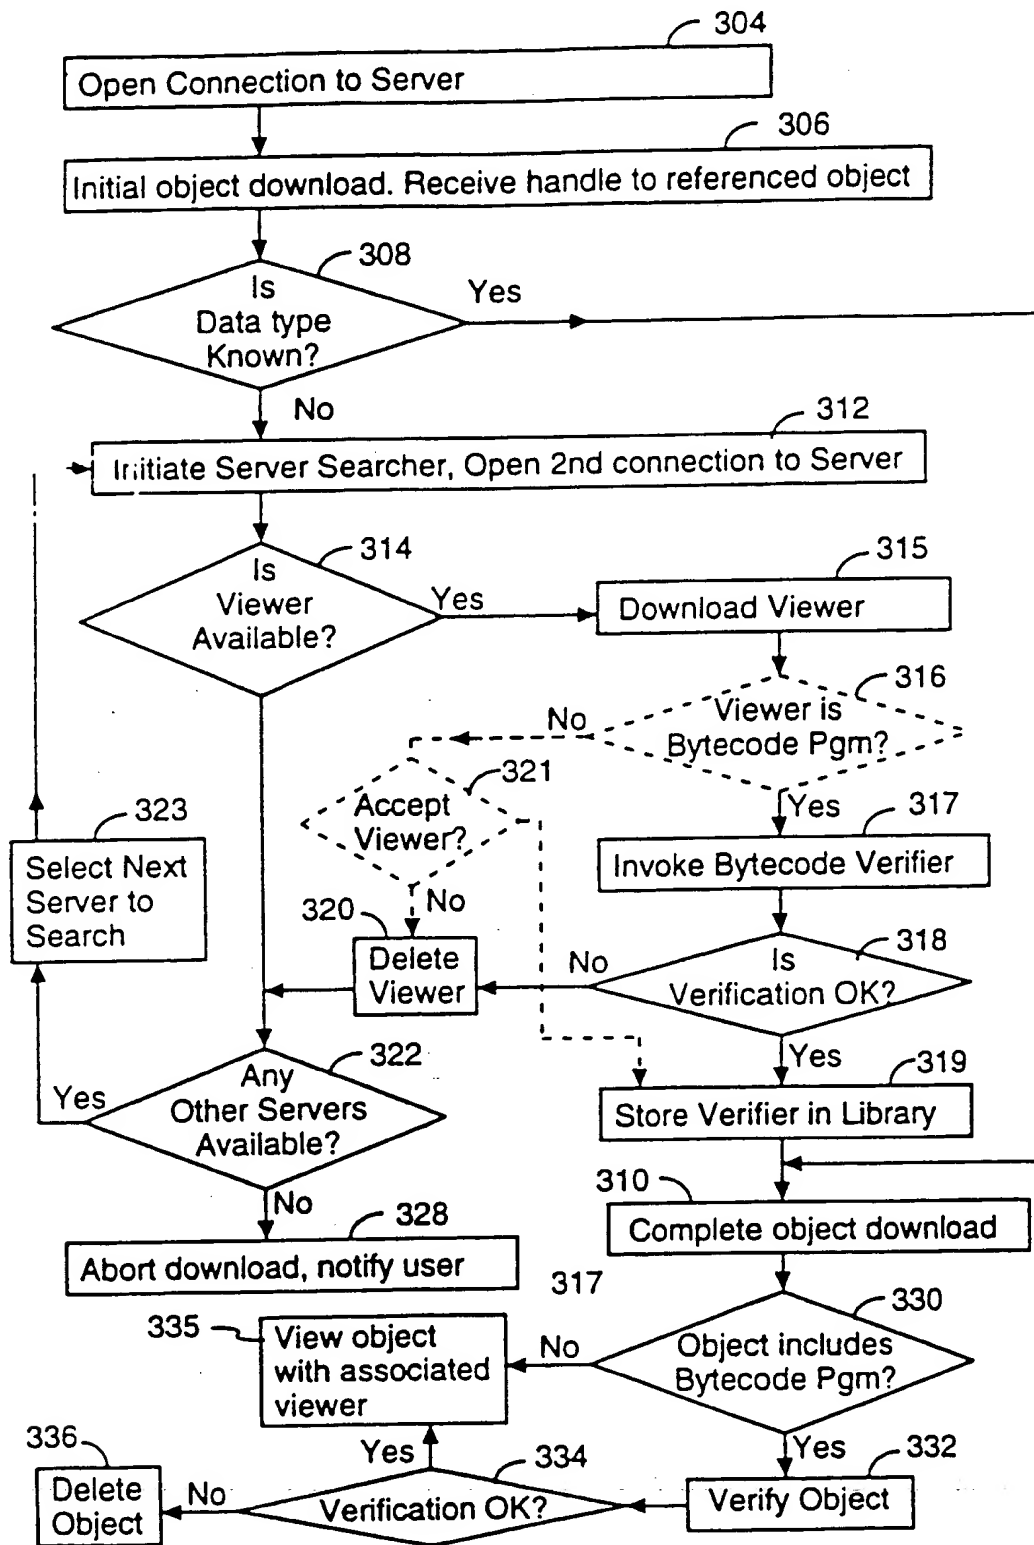 304
Open Connection to Server
306
Initial object download. Receive handle to referenced object
308
Is
Data type
Known?
Yes
No
312
Initiate Server Searcher, Open 2nd connection to Server
314
Is
Viewer
Available?
Yes
315
Download Viewer
316
Viewer is
Bytecode Pgm?
No
Yes
321
Accept
Viewer?
No
317
Invoke Bytecode Verifier
323
Select Next
Server to
Search
320
Delete
Viewer
No
318
Is
Verification OK?
Yes
319
Store Verifier in Library
322
Any
Other Servers
Available?
Yes
No
310
Complete object download
328
Abort download, notify user
317
330
Object includes
Bytecode Pgm?
No
Yes
335
View object
with associated
viewer
332
Verify Object
334
Verification OK?
Yes
No
336
Delete
Object